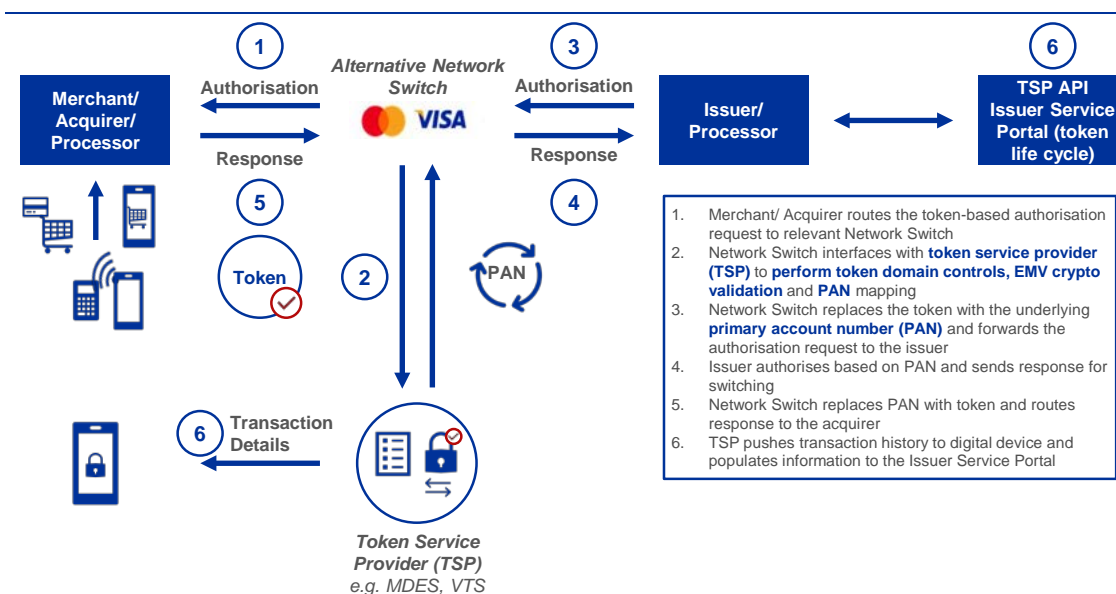 1
3
6
Authorisation
Alternative Network
Switch
VISA
Authorisation
Merchant/
Acquirer/
Processor
Issuer/
Processor
TSP API
Issuer Service
Portal (token
life cycle)
Response
Response
5
4
Token
2
PAN
1. Merchant/ Acquirer routes the token-based authorisation
request to relevant Network Switch
2. Network Switch interfaces with token service provider
(TSP) to perform token domain controls, EMV crypto
validation and PAN mapping
3. Network Switch replaces the token with the underlying
primary account number (PAN) and forwards the
authorisation request to the issuer
4. Issuer authorises based on PAN and sends response for
switching
5. Network Switch replaces PAN with token and routes
response to the acquirer
6. TSP pushes transaction history to digital device and
populates information to the Issuer Service Portal
6
Transaction
Details
Token Service
Provider (TSP)
e.g. MDES, VTS